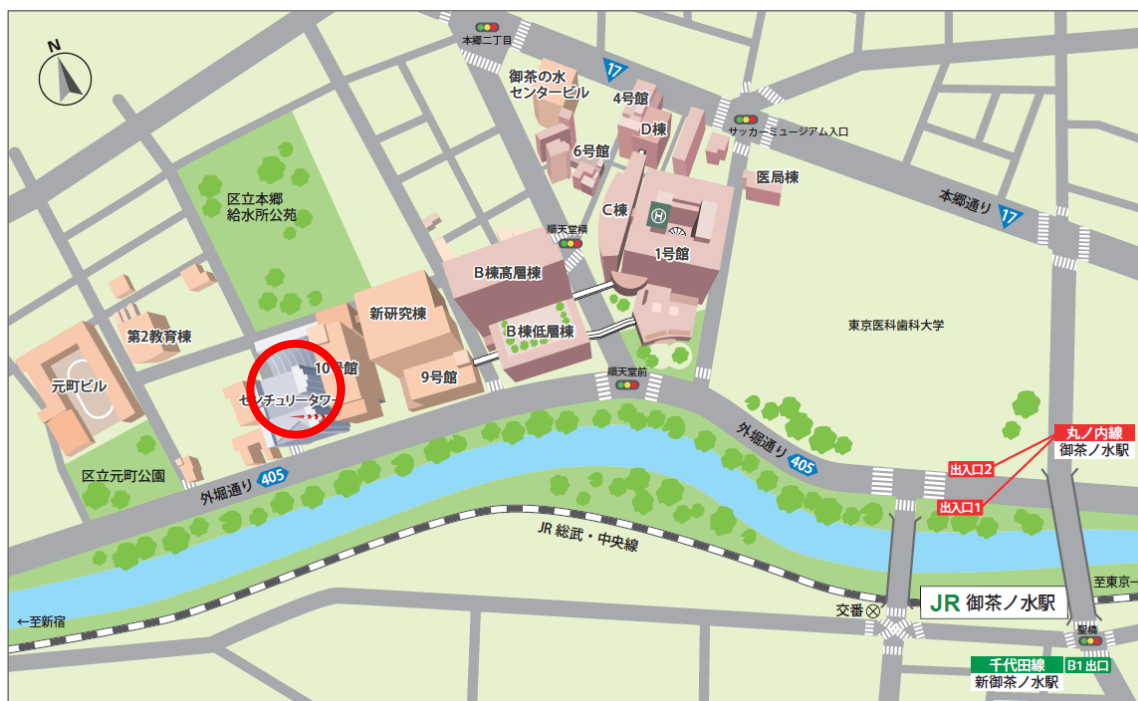 N
本郷二丁目
17
御茶の水
センタービル
4号館
D棟
サッカーミュージアム入口
6号館
医局棟
本郷通り
17
区立本郷
給水所公苑
C棟
H
順天堂横
1号館
B棟高層棟
新研究棟
B棟低層棟
東京医科歯科大学
第2教育棟
元町ビル
10号館
9号館
順天堂前
センチュリータワー
区立元町公園
外堀通り
405
外堀通り
405
丸ノ内線
御茶ノ水駅
出入口2
出入口1
JR 総武・中央線
至東京→
←至新宿
交番
JR 御茶ノ水駅
聖橋
千代田線
B1出口
新御茶ノ水駅